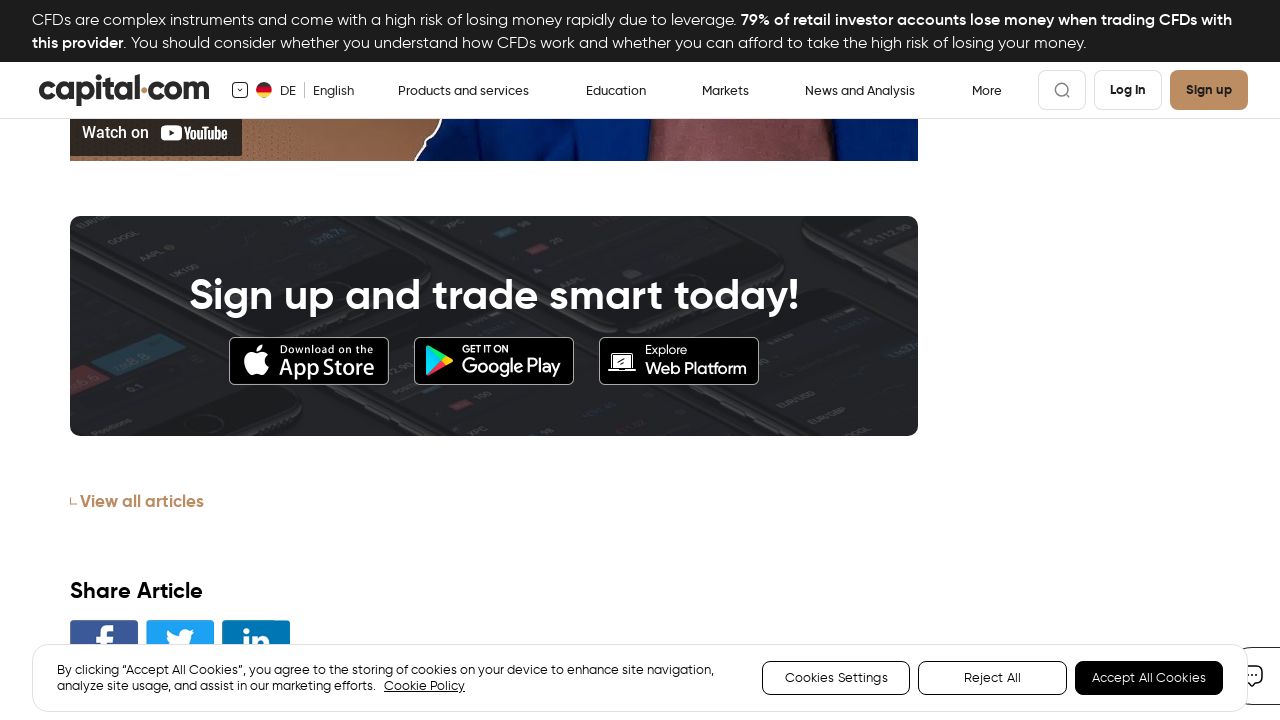 CFDs are complex instruments and come with a high risk of losing money rapidly due to leverage. 79% of retail investor accounts lose money when trading CFDs with
this provider. You should consider whether you understand how CFDs work and whether you can afford to take the high risk of losing your money.
capital.com
DE
English
Products and services
Education
Markets
News and Analysis
More
Log In
Sign up
Watch on YouTube
Sign up and trade smart today!
Download on the
App Store
GET IT ON
Google Play
Explore
Web Platform
View all articles
Share Article
f
in
By clicking “Accept All Cookies”, you agree to the storing of cookies on your device to enhance site navigation,
analyze site usage, and assist in our marketing efforts. Cookie Policy
Cookies Settings
Reject All
Accept All Cookies